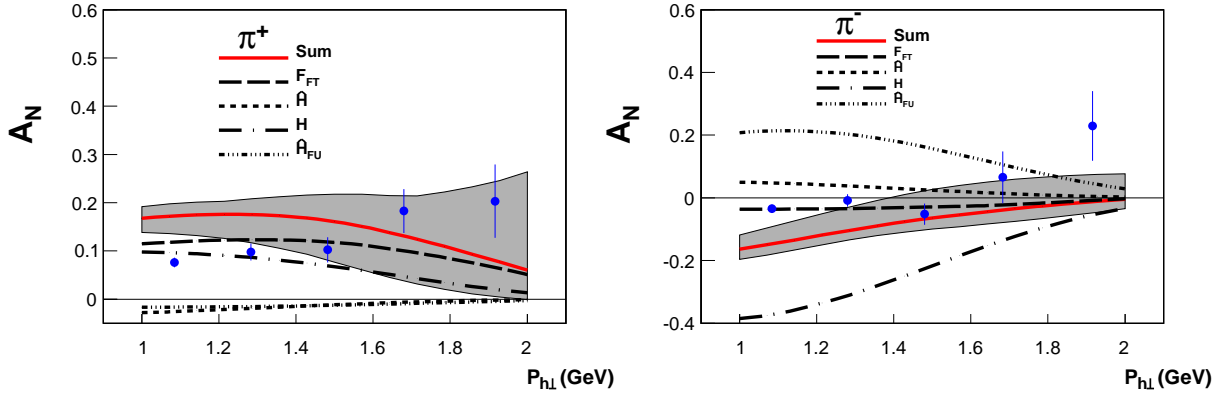 π+
Sum
F_FT
Ĥ
H
Ĥ_FU
A_N
0.6
0.5
0.4
0.3
0.2
0.1
0
1 1.2 1.4 1.6 1.8 2
P_h⊥ (GeV)
π-
Sum
F_FT
Ĥ
H
Ĥ_FU
A_N
0.6
0.4
0.2
0
-0.2
-0.4
1 1.2 1.4 1.6 1.8 2
P_h⊥ (GeV)